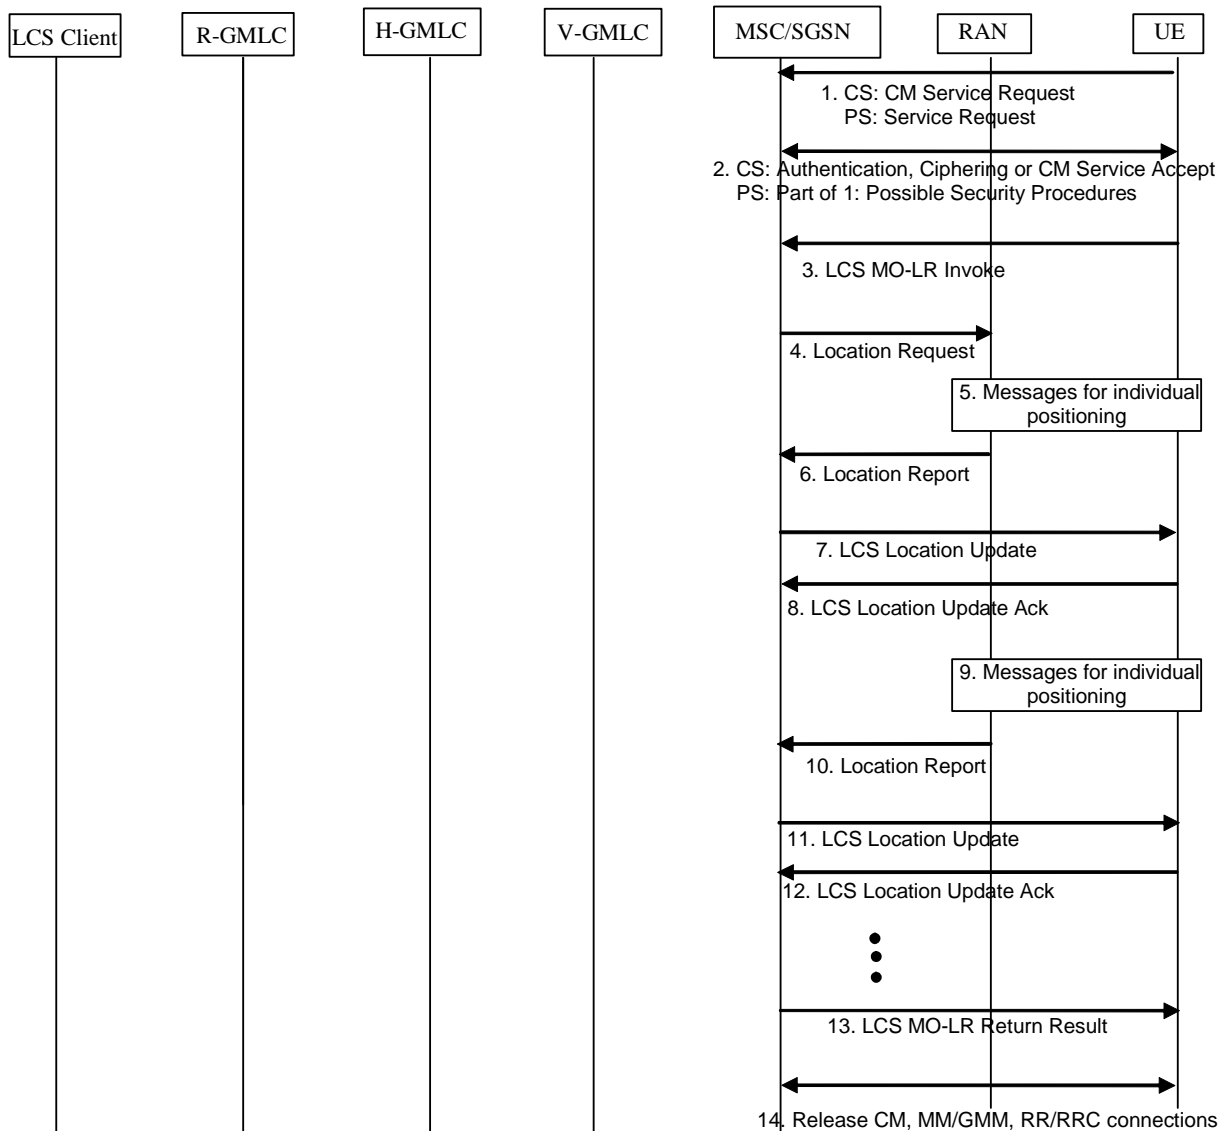 LCS Client
R-GMLC
H-GMLC
V-GMLC
MSC/SGSN
RAN
UE
1. CS: CM Service Request
PS: Service Request
2. CS: Authentication, Ciphering or CM Service Accept
PS: Part of 1: Possible Security Procedures
3. LCS MO-LR Invoke
4. Location Request
5. Messages for individual
positioning
6. Location Report
7. LCS Location Update
8. LCS Location Update Ack
9. Messages for individual
positioning
10. Location Report
11. LCS Location Update
12. LCS Location Update Ack
13. LCS MO-LR Return Result
14. Release CM, MM/GMM, RR/RRC connections